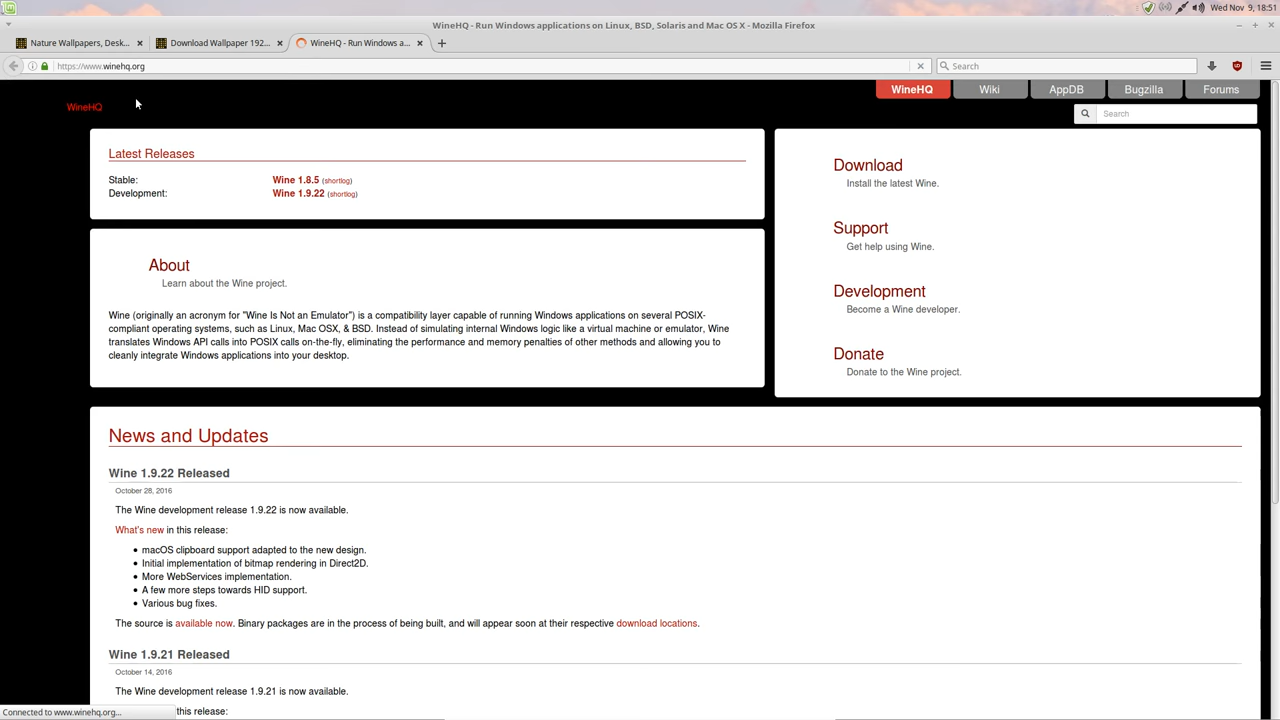 Wed Nov 9, 18:51
WineHQ - Run Windows applications on Linux, BSD, Solaris and Mac OS X - Mozilla Firefox
Nature Wallpapers, Desk... ×
Download Wallpaper 192... ×
WineHQ - Run Windows a... ×
https://www.winehq.org
Search
WineHQ
Wiki
AppDB
Bugzilla
Forums
WineHQ
Search
Latest Releases
Stable: Wine 1.8.5 (shortlog)
Development: Wine 1.9.22 (shortlog)
About
Learn about the Wine project.
Wine (originally an acronym for "Wine Is Not an Emulator") is a compatibility layer capable of running Windows applications on several POSIX-
compliant operating systems, such as Linux, Mac OSX, & BSD. Instead of simulating internal Windows logic like a virtual machine or emulator, Wine
translates Windows API calls into POSIX calls on-the-fly, eliminating the performance and memory penalties of other methods and allowing you to
cleanly integrate Windows applications into your desktop.
Download
Install the latest Wine.
Support
Get help using Wine.
Development
Become a Wine developer.
Donate
Donate to the Wine project.
News and Updates
Wine 1.9.22 Released
October 28, 2016
The Wine development release 1.9.22 is now available.
What's new in this release:
• macOS clipboard support adapted to the new design.
• Initial implementation of bitmap rendering in Direct2D.
• More WebServices implementation.
• A few more steps towards HID support.
• Various bug fixes.
The source is available now. Binary packages are in the process of being built, and will appear soon at their respective download locations.
Wine 1.9.21 Released
October 14, 2016
The Wine development release 1.9.21 is now available.
this release:
Connected to www.winehq.org...